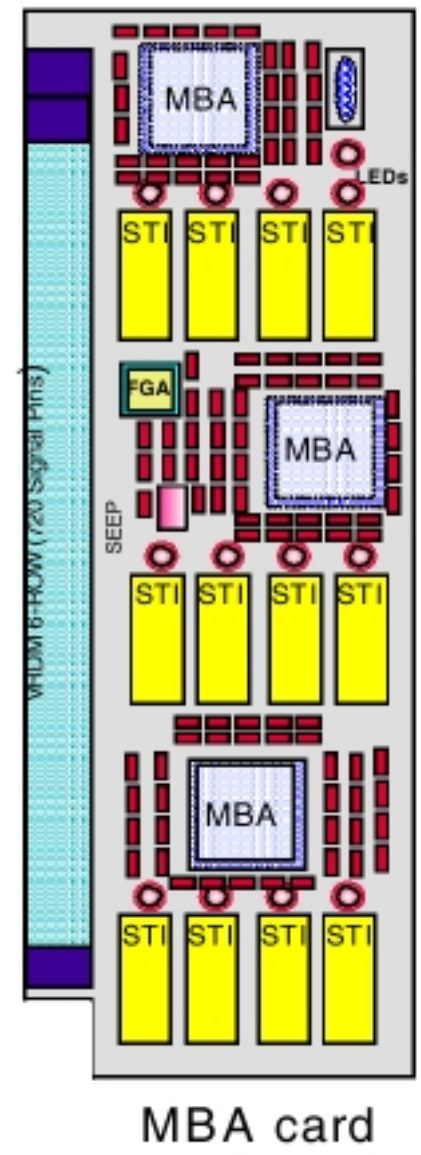 MBA
LEDs
STI STI STI STI
FGA
MBA
VHDM 6-ROW (720 Signal Pins)
SEEP
STI STI STI STI
MBA
STI STI STI STI
MBA card